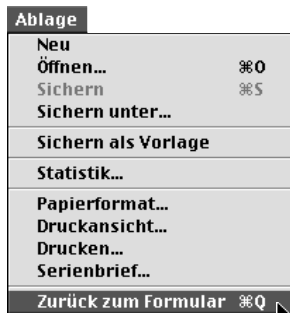 Ablage
Neu
Öffnen... ⌘O
Sichern ⌘S
Sichern unter...
Sichern als Vorlage
Statistik...
Papierformat...
Druckansicht...
Drucken...
Serienbrief...
Zurück zum Formular ⌘Q